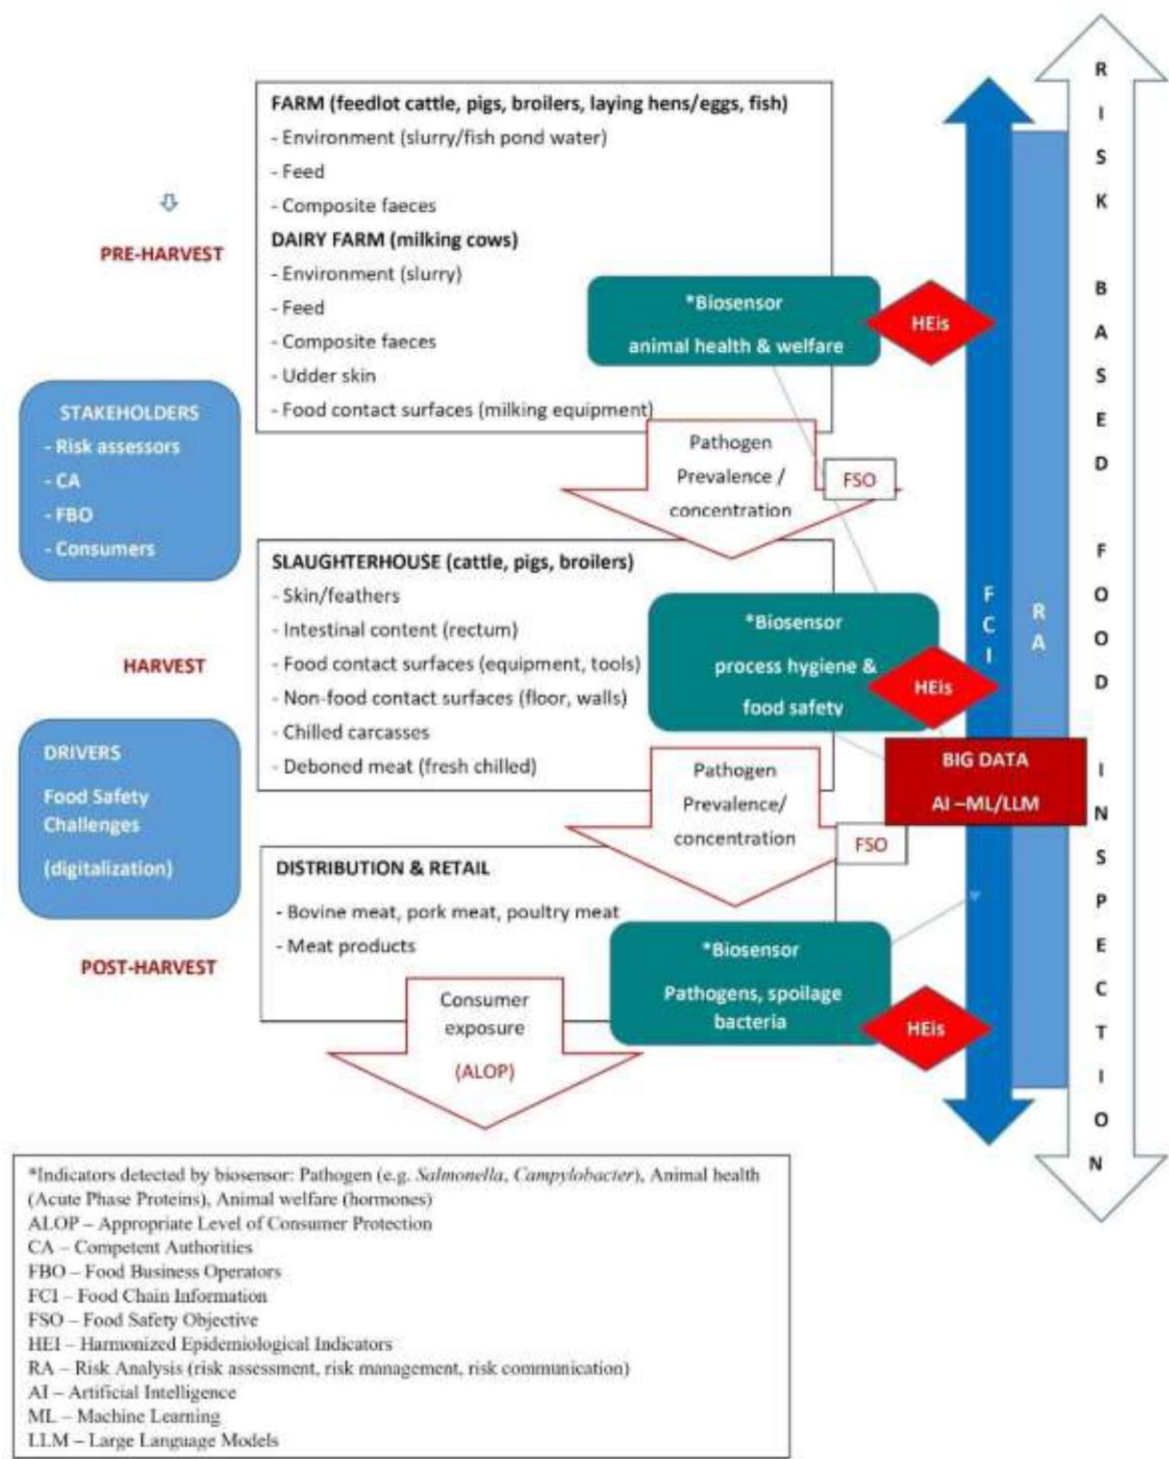 FARM (feedlot cattle, pigs, broilers, laying hens/eggs, fish)
- Environment (slurry/fish pond water)
- Feed
- Composite faeces
DAIRY FARM (milking cows)
- Environment (slurry)
- Feed
- Composite faeces
- Udder skin
- Food contact surfaces (milking equipment)
PRE-HARVEST
*Biosensor
animal health & welfare
HEis
STAKEHOLDERS
- Risk assessors
- CA
- FBO
- Consumers
Pathogen
Prevalence /
concentration
FSO
SLAUGHTERHOUSE (cattle, pigs, broilers)
- Skin/feathers
- Intestinal content (rectum)
- Food contact surfaces (equipment, tools)
- Non-food contact surfaces (floor, walls)
- Chilled carcasses
- Deboned meat (fresh chilled)
HARVEST
*Biosensor
process hygiene &
food safety
HEis
DRIVERS
Food Safety
Challenges
(digitalization)
Pathogen
Prevalence/
concentration
FSO
BIG DATA
AI –ML/LLM
DISTRIBUTION & RETAIL
- Bovine meat, pork meat, poultry meat
- Meat products
POST-HARVEST
*Biosensor
Pathogens, spoilage
bacteria
HEis
Consumer
exposure
(ALOP)
FCI
RA
RISK BASED FOOD INSPECTION
*Indicators detected by biosensor: Pathogen (e.g. Salmonella, Campylobacter), Animal health
(Acute Phase Proteins), Animal welfare (hormones)
ALOP – Appropriate Level of Consumer Protection
CA – Competent Authorities
FBO – Food Business Operators
FCI – Food Chain Information
FSO – Food Safety Objective
HEI – Harmonized Epidemiological Indicators
RA – Risk Analysis (risk assessment, risk management, risk communication)
AI – Artificial Intelligence
ML – Machine Learning
LLM – Large Language Models